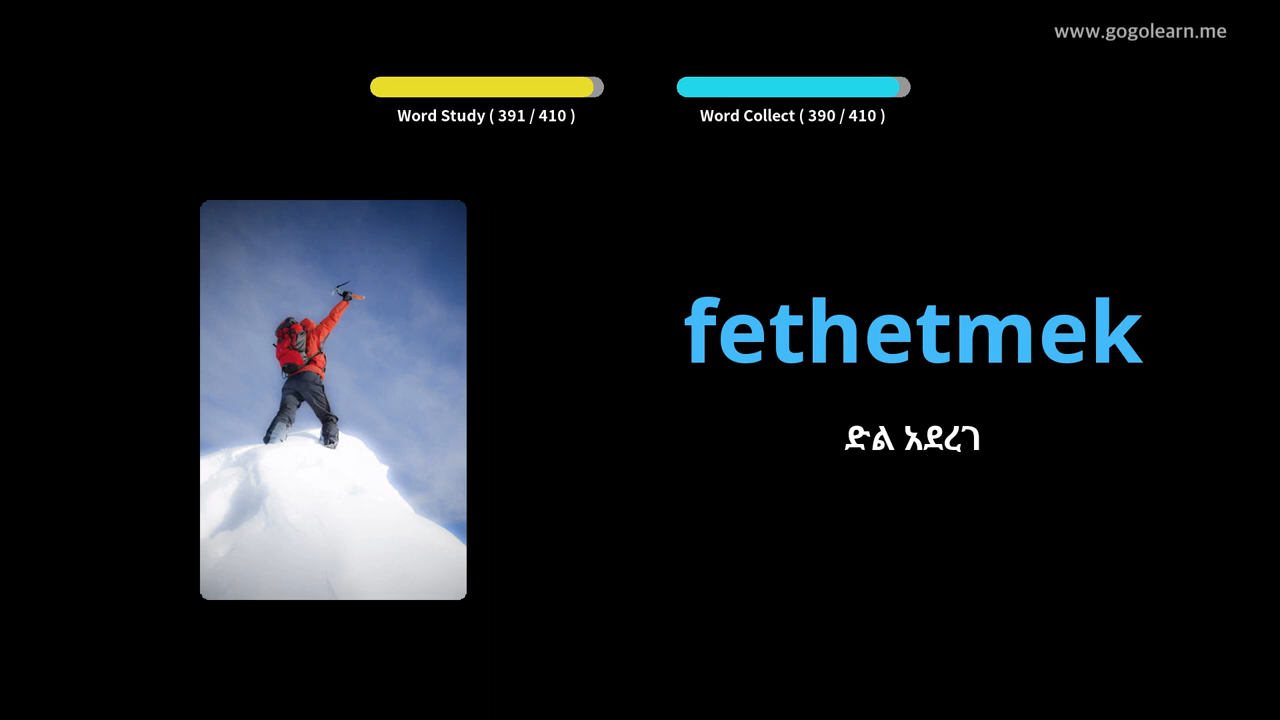 www.gogolearn.me
Word Study ( 391 / 410 )
Word Collect ( 390 / 410 )
fethetmek
ድል አደረገ